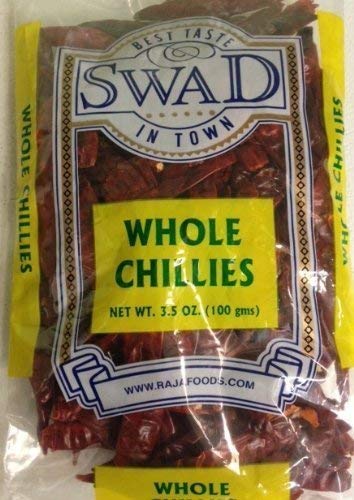 BEST TASTE
SWAD
IN TOWN
WHOLE CHILLIES
WHOLE CHILLIES
WHOLE
CHILLIES
NET WT. 3.5 OZ. (100 gms)
WWW.RAJAFOODS.COM
WHOLE